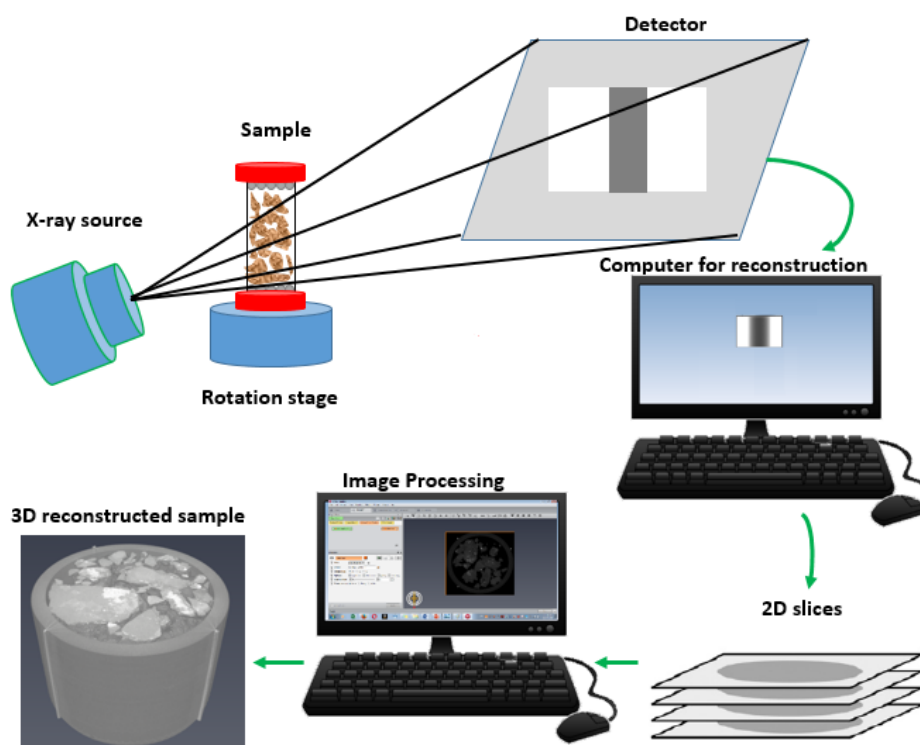 Detector
Sample
X-ray source
Computer for reconstruction
Rotation stage
Image Processing
3D reconstructed sample
2D slices